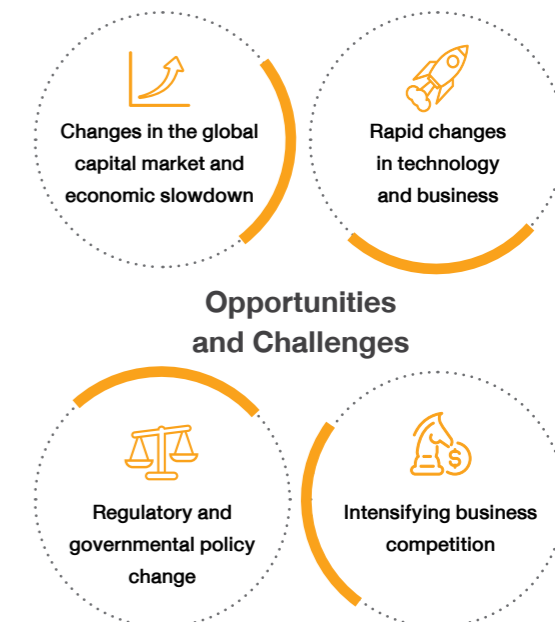 Changes in the global
capital market and
economic slowdown
Rapid changes
in technology
and business
Opportunities
and Challenges
Regulatory and
governmental policy
change
$
Intensifying business
competition